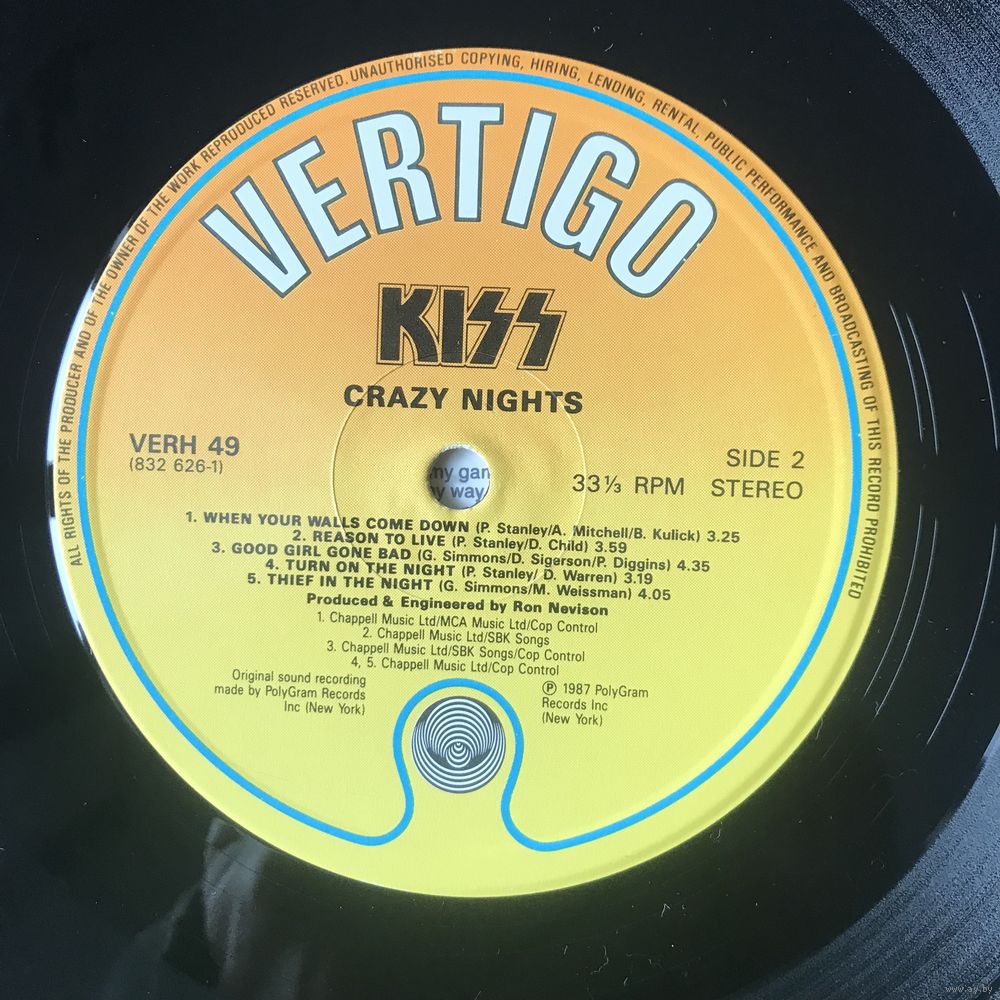 ALL RIGHTS OF THE PRODUCER AND OF THE OWNER OF THE WORK REPRODUCED RESERVED. UNAUTHORISED COPYING, HIRING, LENDING, RENTAL, PUBLIC PERFORMANCE AND BROADCASTING OF THIS RECORD PROHIBITED
VERTIGO
KISS
CRAZY NIGHTS
VERH 49
(832 626-1)
SIDE 2
33⅓ RPM STEREO
my gan
y way
1. WHEN YOUR WALLS COME DOWN (P. Stanley/A. Mitchell/B. Kulick) 3.25
2. REASON TO LIVE (P. Stanley/D. Child) 3.59
3. GOOD GIRL GONE BAD (G. Simmons/D. Sigerson/P. Diggins) 4.35
4. TURN ON THE NIGHT (P. Stanley/ D. Warren) 3.19
5. THIEF IN THE NIGHT (G. Simmons/M. Weissman) 4.05
Produced & Engineered by Ron Nevison
1. Chappell Music Ltd/MCA Music Ltd/Cop Control
2. Chappell Music Ltd/SBK Songs
3. Chappell Music Ltd/SBK Songs/Cop Control
4, 5. Chappell Music Ltd/Cop Control
Original sound recording
made by PolyGram Records
Inc (New York)
℗ 1987 PolyGram
Records Inc
(New York)
www.ay.by